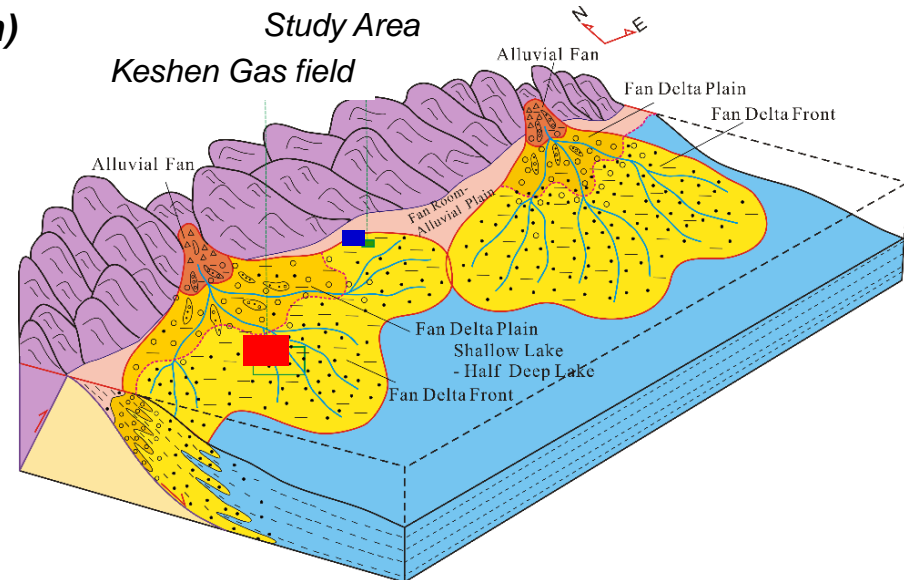 a)
Study Area
Keshen Gas field
N
E
Alluvial Fan
Fan Delta Plain
Fan Delta Front
Alluvial Fan
Fan Room-
Alluvial Plain
Fan Delta Plain
Shallow Lake
- Half Deep Lake
Fan Delta Front